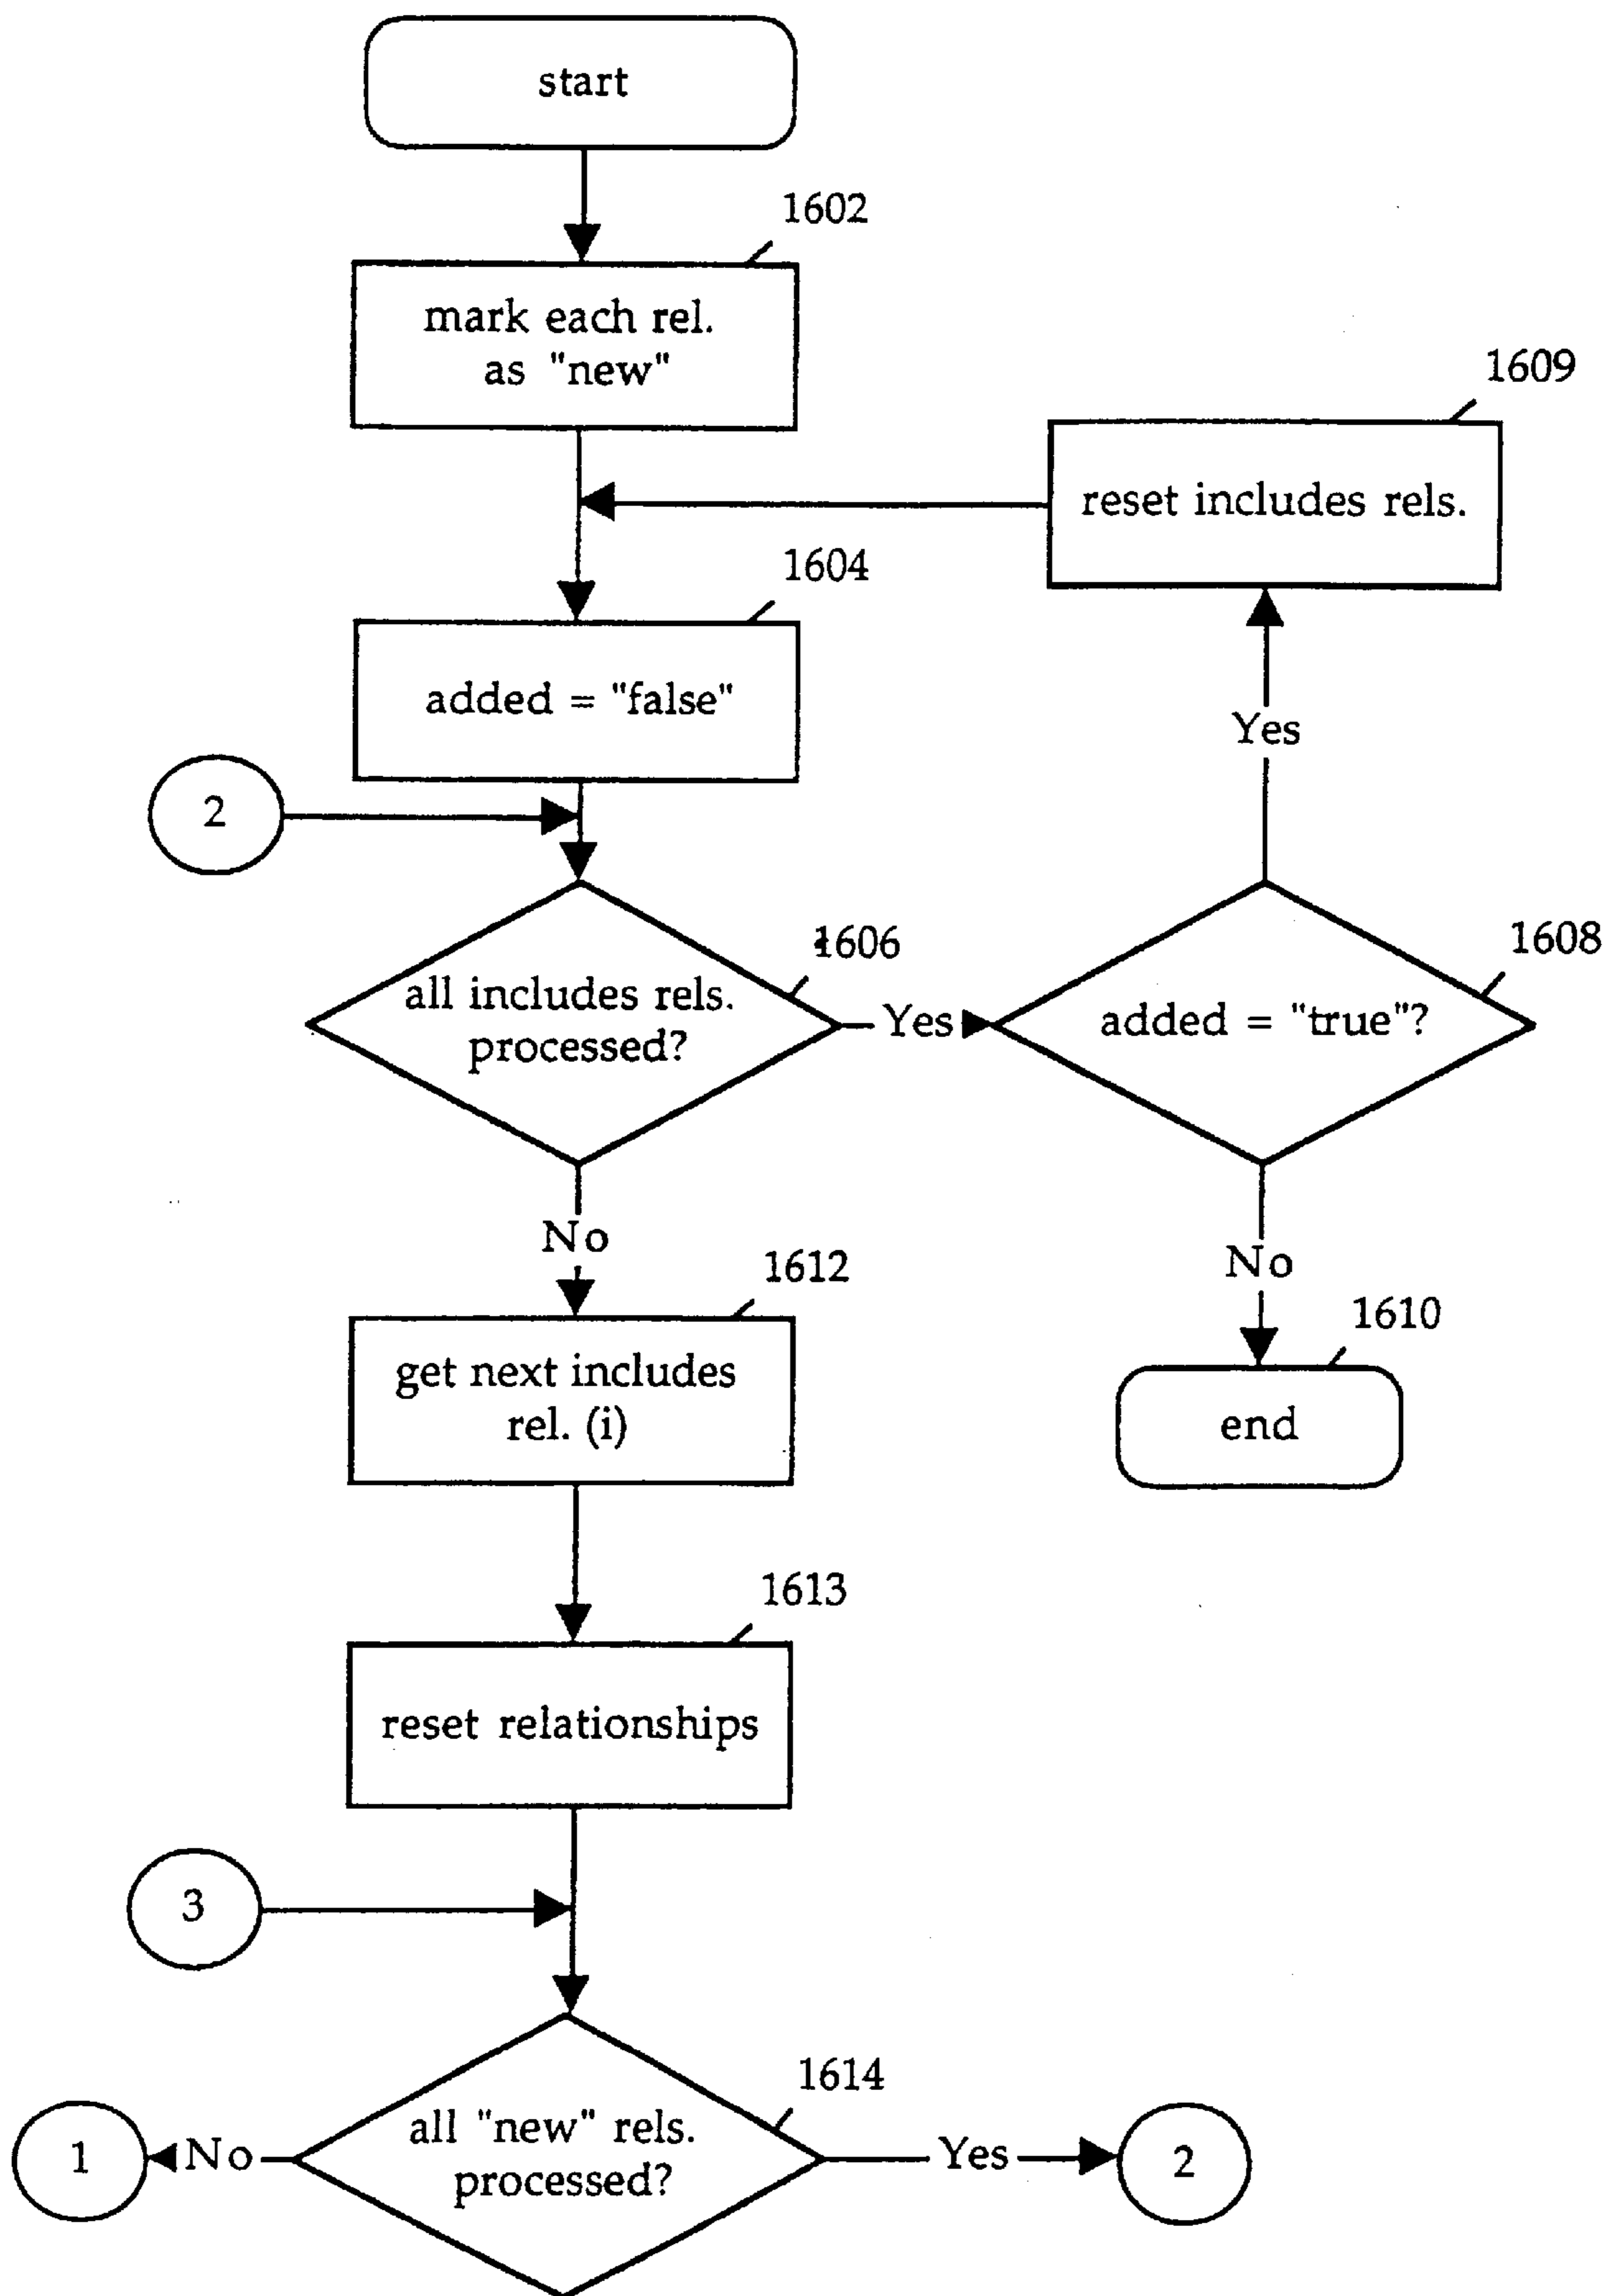 start
1602
mark each rel.
as "new"
1609
reset includes rels.
1604
added = "false"
2
1606
all includes rels.
processed?
Yes
1608
added = "true"?
Yes
No
1610
end
No
1612
get next includes
rel. (i)
1613
reset relationships
3
1614
all "new" rels.
processed?
No
1
Yes
2